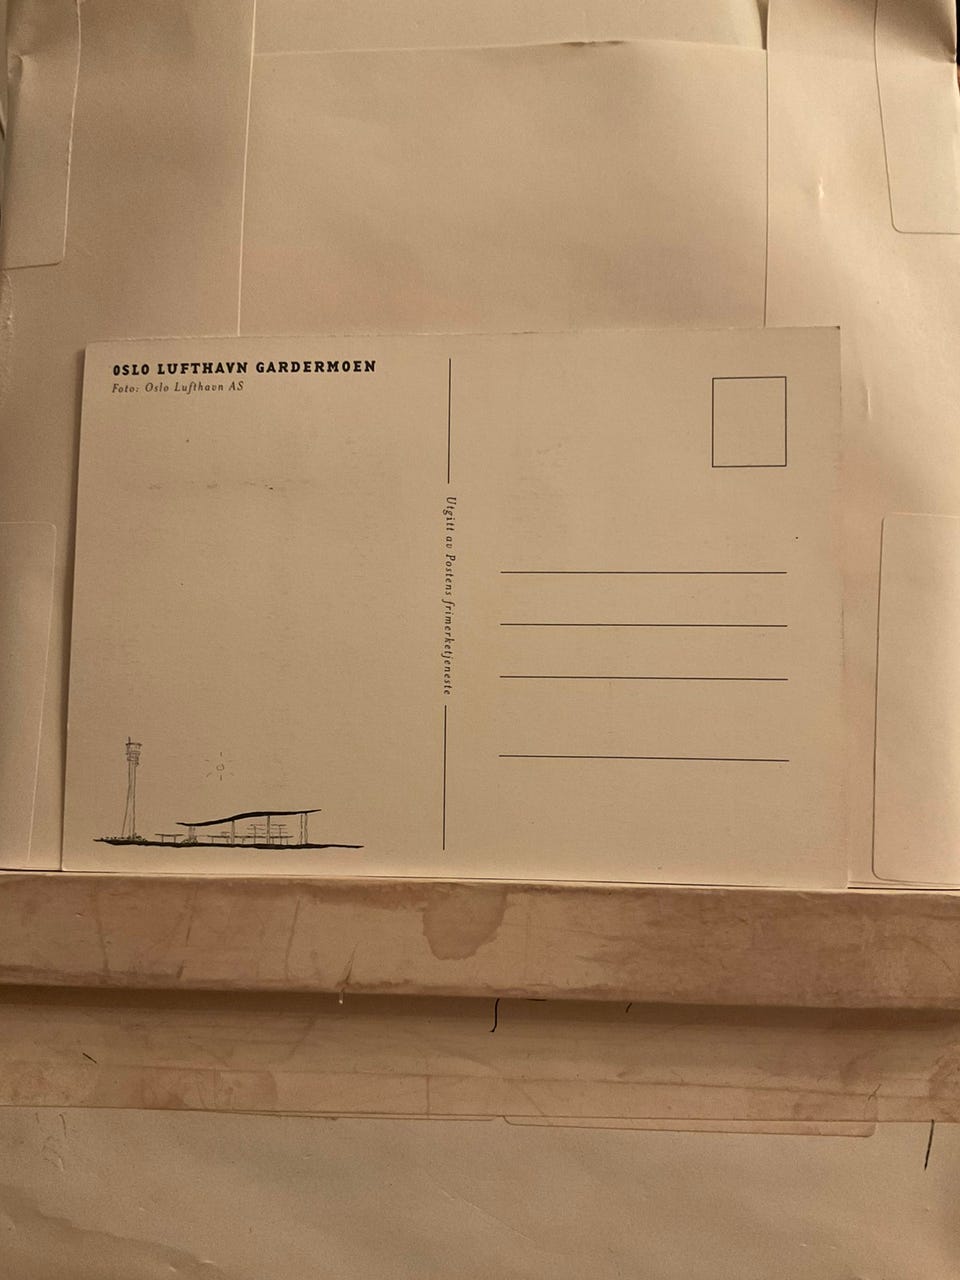 OSLO LUFTHAVN GARDERMOEN
Foto: Oslo Lufthavn AS
Utgitt av Postens frimerketjeneste